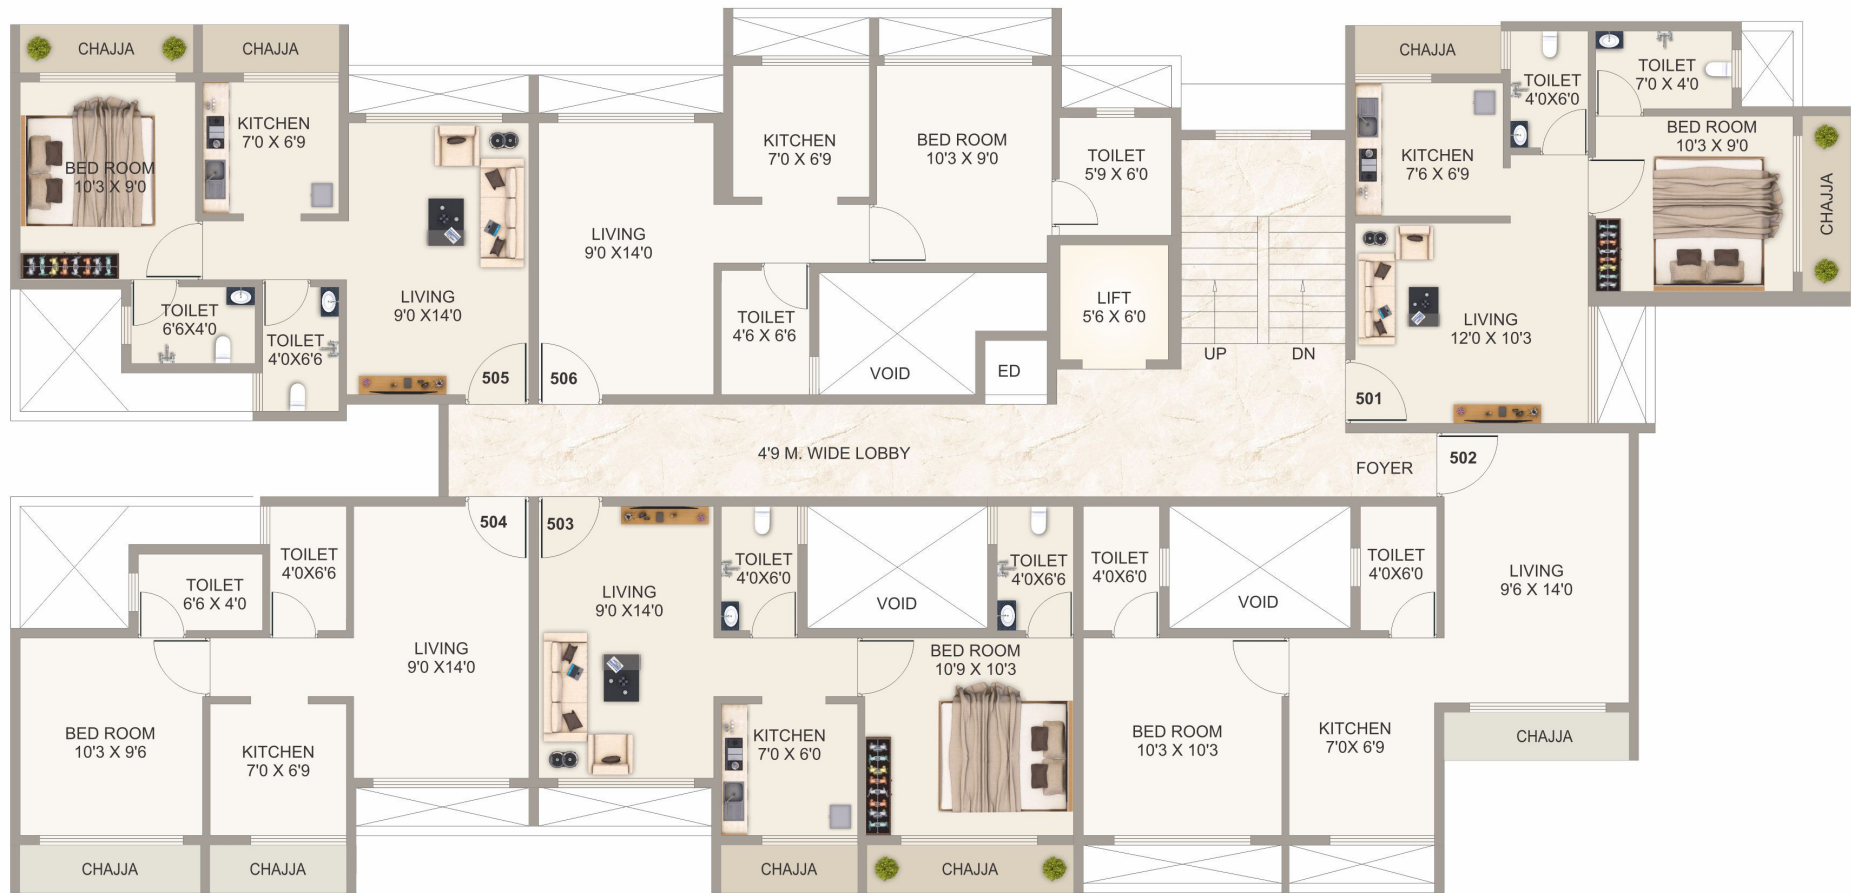 CHAJJA
CHAJJA
BED ROOM
10'3 X 9'0
KITCHEN
7'0 X 6'9
LIVING
9'0 X14'0
TOILET
6'6X4'0
TOILET
4'0X6'6
505
LIVING
9'0 X14'0
KITCHEN
7'0 X 6'9
BED ROOM
10'3 X 9'0
TOILET
5'9 X 6'0
TOILET
4'6 X 6'6
506
VOID
ED
LIFT
5'6 X 6'0
UP
DN
CHAJJA
TOILET
4'0X6'0
TOILET
7'0 X 4'0
KITCHEN
7'6 X 6'9
BED ROOM
10'3 X 9'0
CHAJJA
LIVING
12'0 X 10'3
501
4'9 M. WIDE LOBBY
FOYER
502
504
TOILET
4'0X6'6
TOILET
6'6 X 4'0
LIVING
9'0 X14'0
BED ROOM
10'3 X 9'6
KITCHEN
7'0 X 6'9
CHAJJA
CHAJJA
503
LIVING
9'0 X14'0
TOILET
4'0X6'0
VOID
TOILET
4'0X6'6
BED ROOM
10'9 X 10'3
KITCHEN
7'0 X 6'0
CHAJJA
CHAJJA
TOILET
4'0X6'0
VOID
TOILET
4'0X6'0
LIVING
9'6 X 14'0
BED ROOM
10'3 X 10'3
KITCHEN
7'0X 6'9
CHAJJA